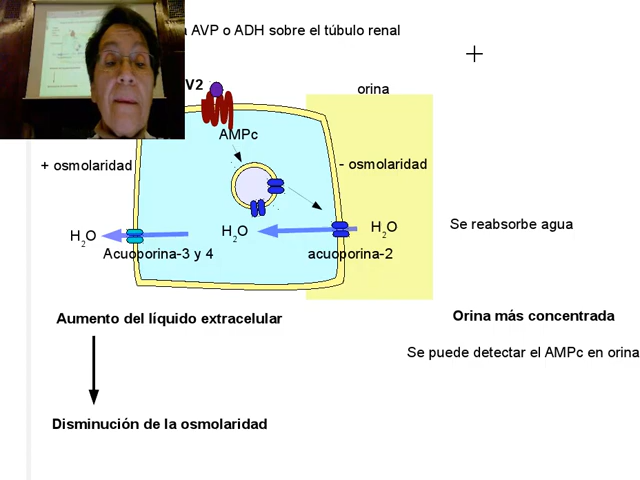 AVP o ADH sobre el túbulo renal
V2
orina
AMPc
+ osmolaridad
- osmolaridad
H2O
H2O
H2O
Se reabsorbe agua
Acuoporina-3 y 4
acuoporina-2
Aumento del líquido extracelular
Orina más concentrada
Se puede detectar el AMPc en orina
Disminución de la osmolaridad